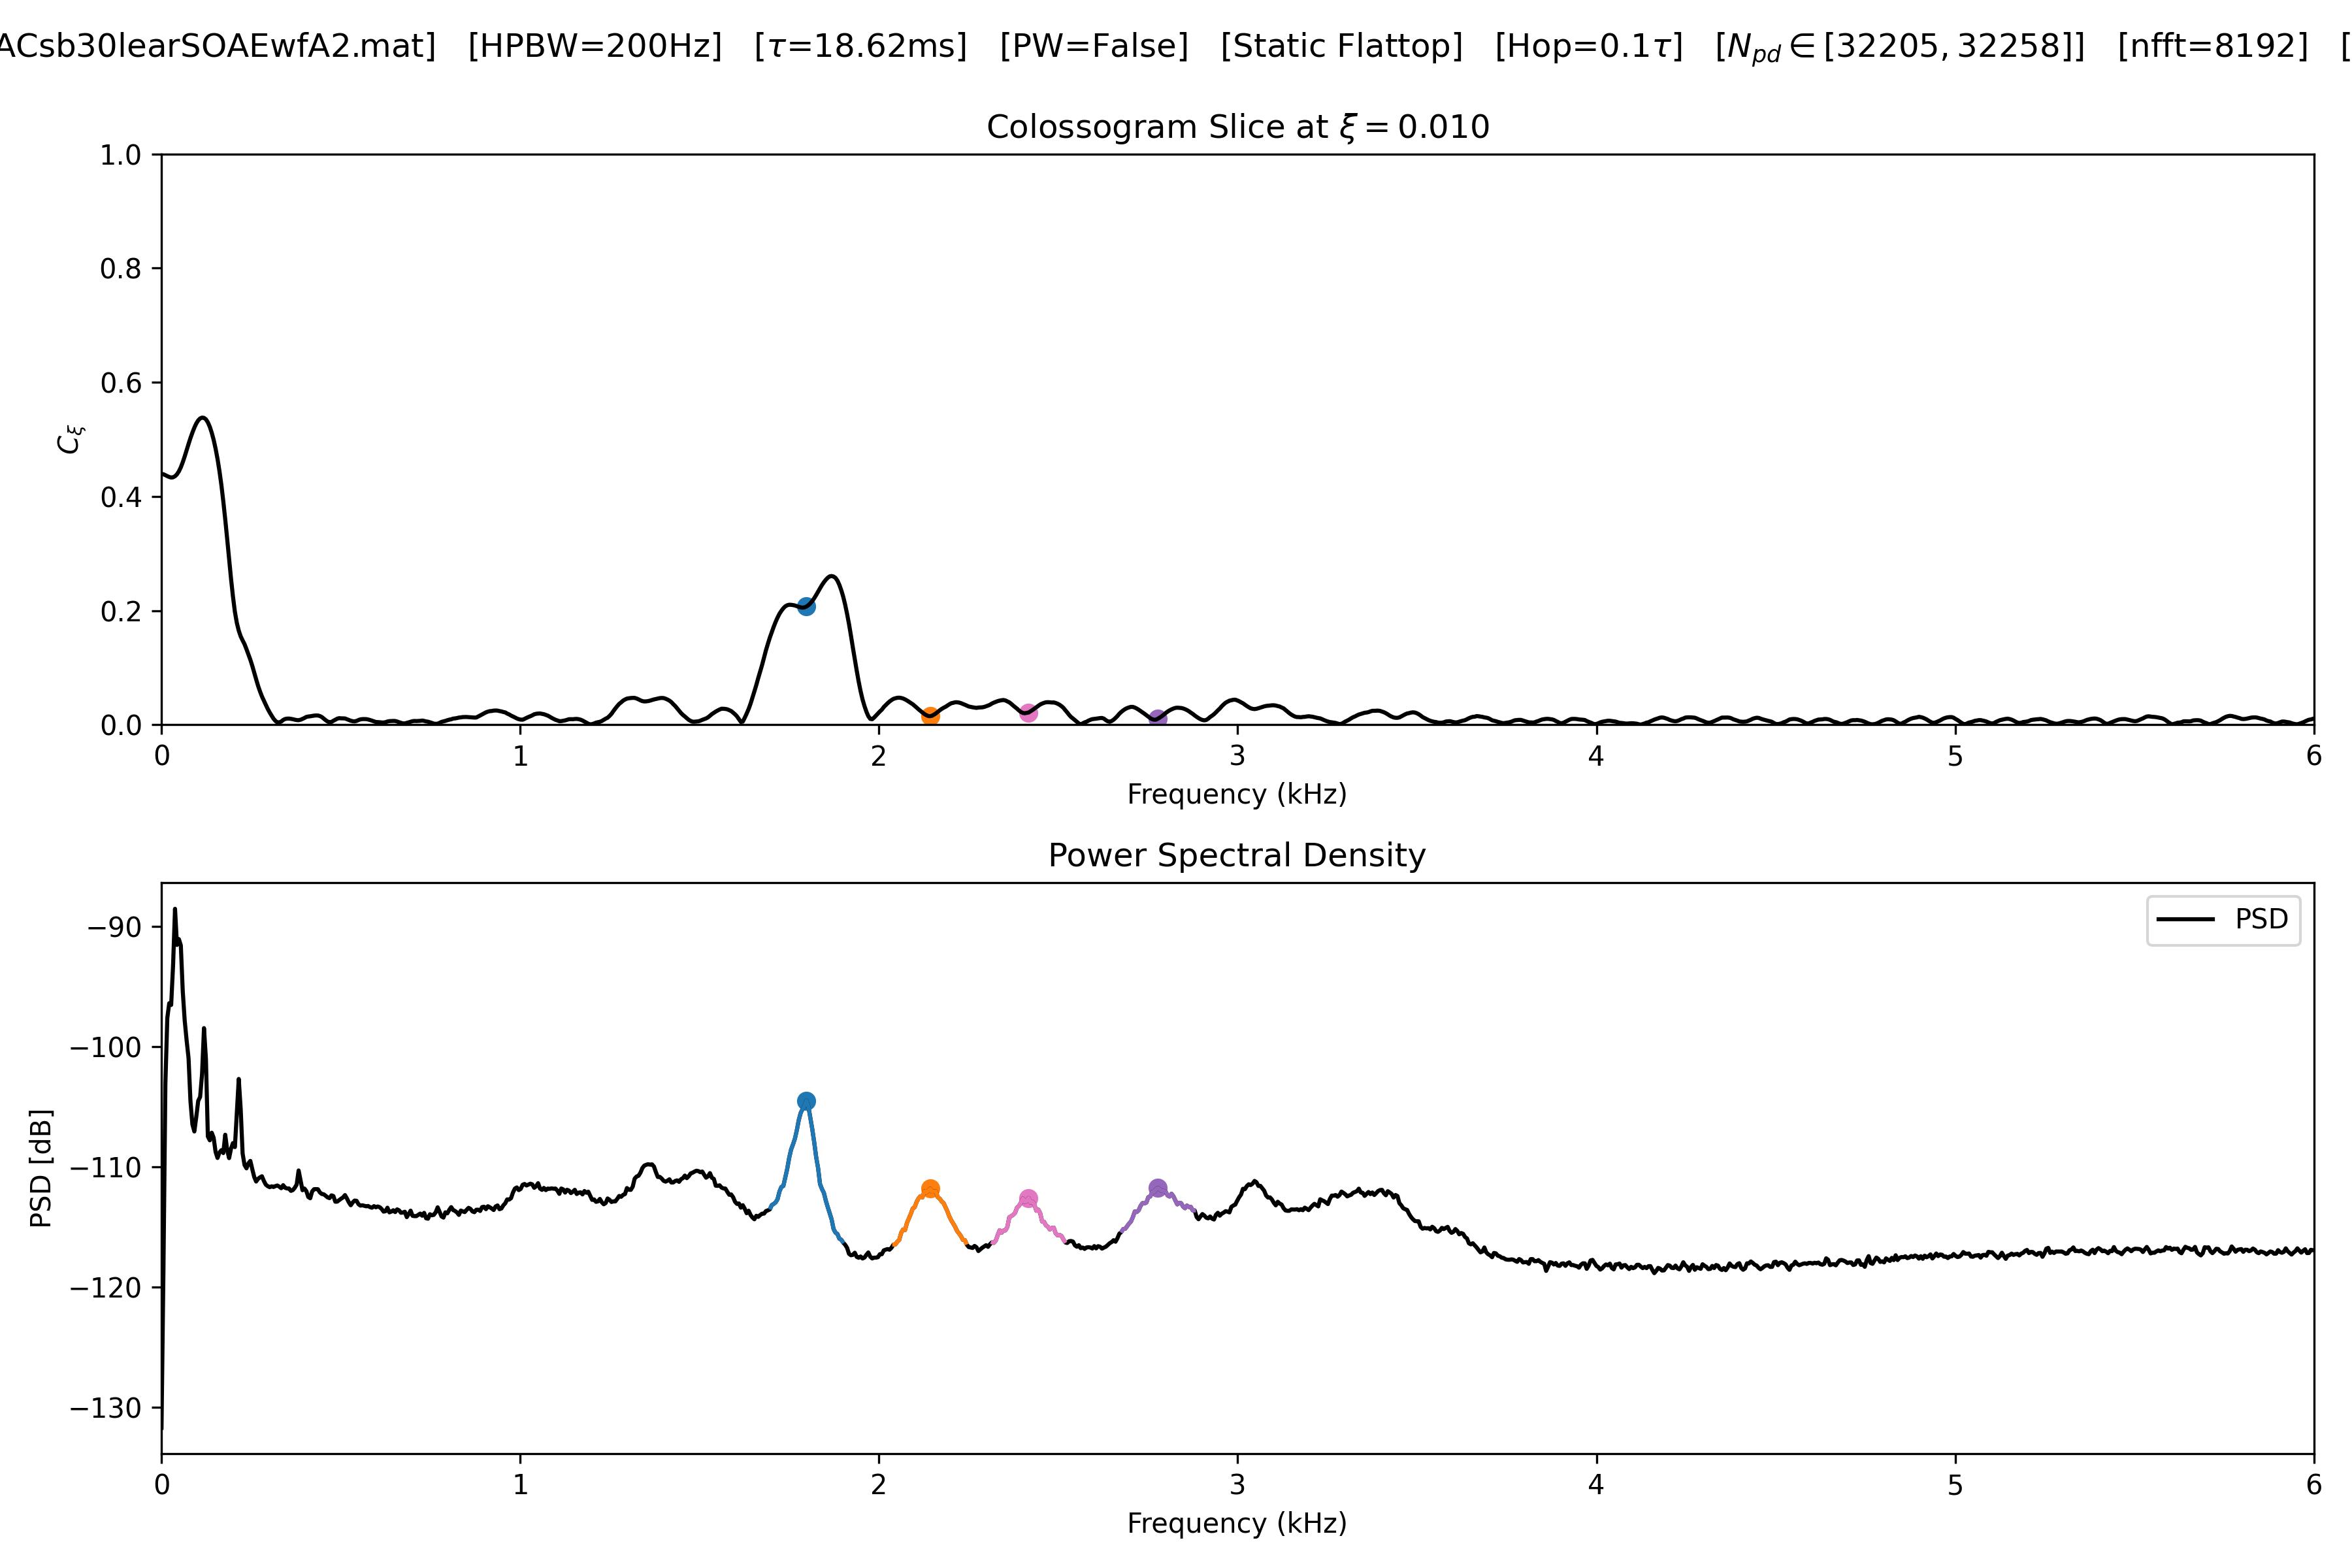 ACsb30learSOAEwfA2.mat] [HPBW=200Hz] [τ=18.62ms] [PW=False] [Static Flattop] [Hop=0.1τ] [N_pd ∈ [32205, 32258]] [nfft=8192] [
Colossogram Slice at ξ = 0.010
1.0
0.8
0.6
0.4
0.2
0.0
C_ξ
0 1 2 3 4 5 6
Frequency (kHz)
Power Spectral Density
PSD
−90
−100
−110
−120
−130
PSD [dB]
0 1 2 3 4 5 6
Frequency (kHz)